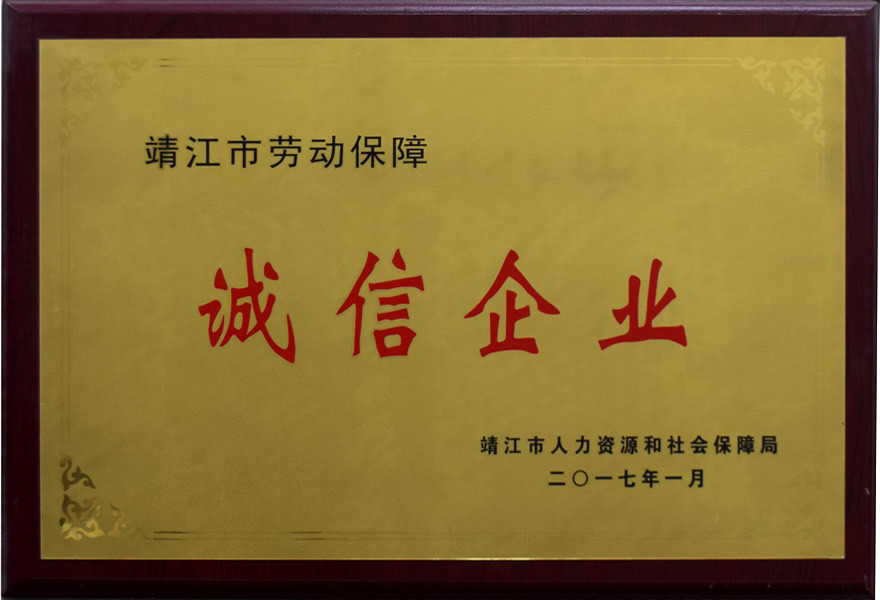 靖江市劳动保障
诚信企业
靖江市人力资源和社会保障局
二〇一七年一月